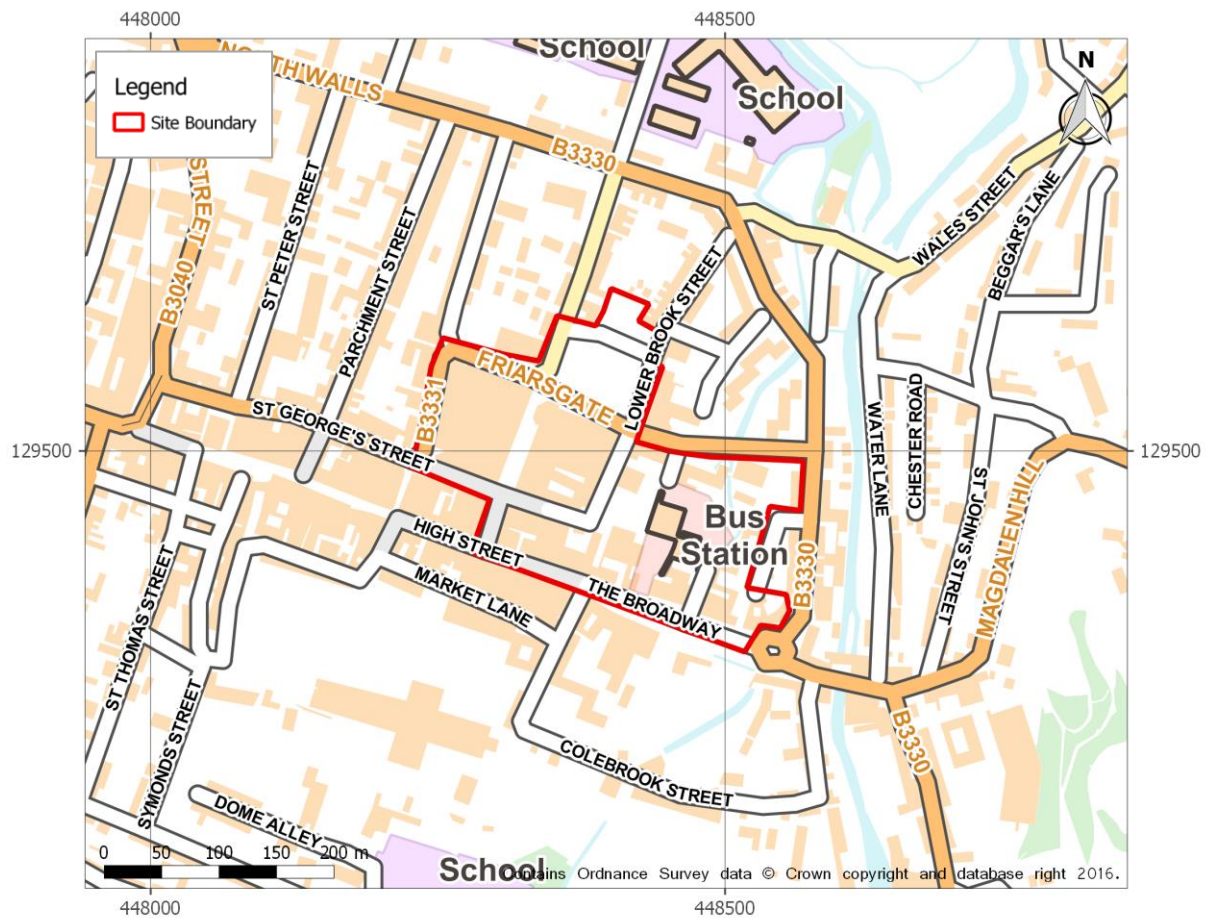 448000
448500
School
N
NORTH WALLS
Legend
Site Boundary
School
B3330
STREET
ST PETER STREET
WALES STREET
BEGGAR'S LANE
PARCHMENT STREET
B3040
LOWER BROOK STREET
FRIARSGATE
B3331
ST GEORGE'S STREET
WATER LANE
CHESTER ROAD
129500
129500
ST JOHN'S STREET
MAGDALEN HILL
Bus
Station
HIGH STREET
B3330
MARKET LANE
THE BROADWAY
ST THOMAS STREET
SYMONDS STREET
B3330
COLEBROOK STREET
DOME ALLEY
0 50 100 150 200 m
School
Contains Ordnance Survey data © Crown copyright and database right 2016.
448000
448500